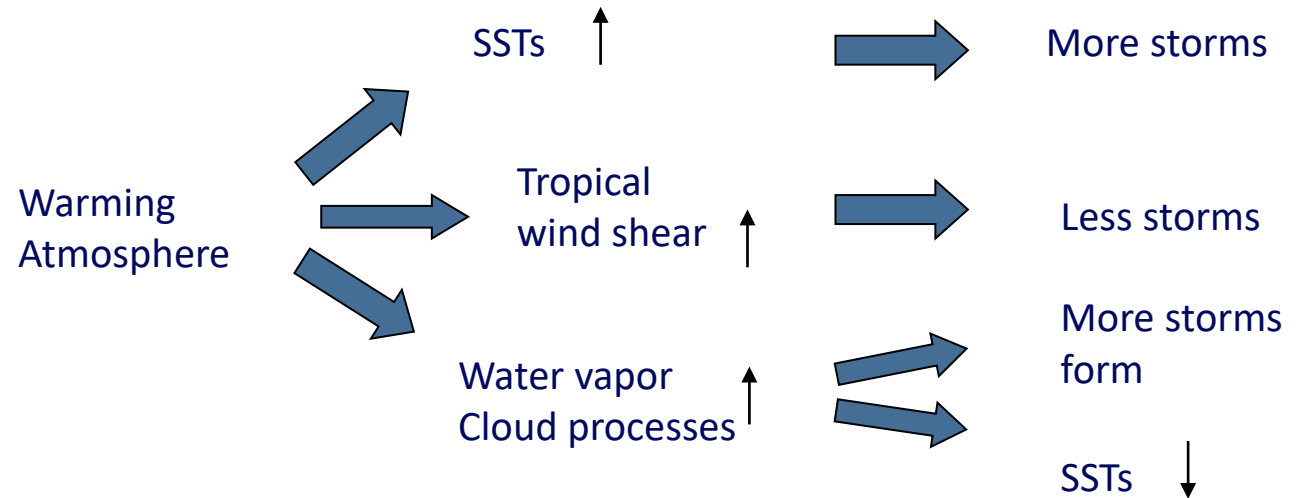 SSTs
More storms
Warming
Atmosphere
Tropical
wind shear
Less storms
Water vapor
Cloud processes
More storms
form
SSTs